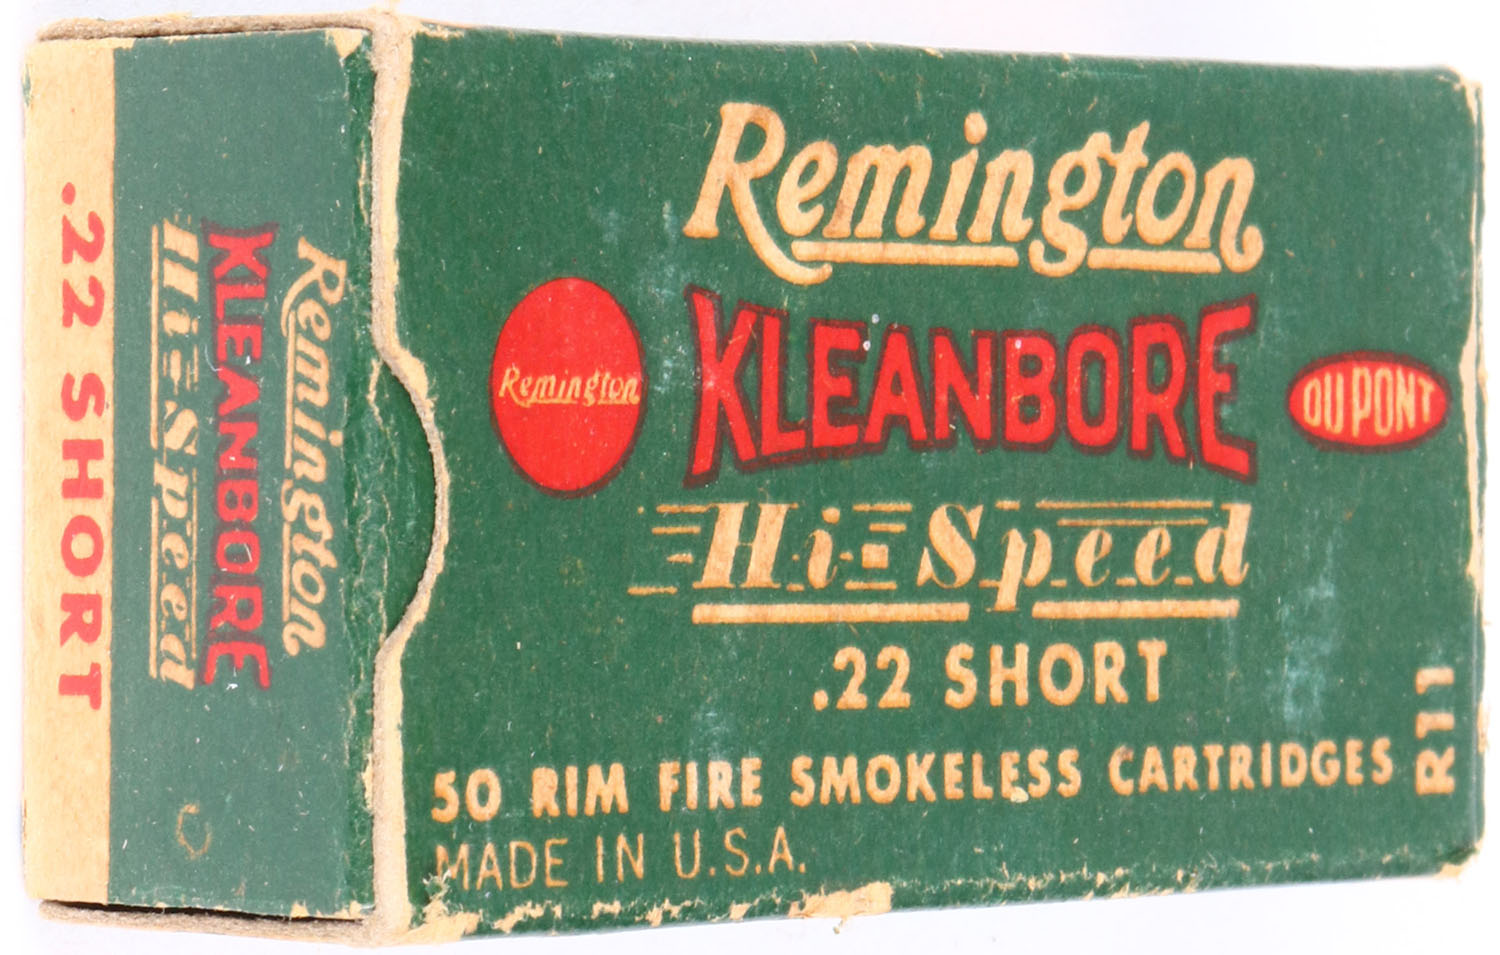 Remington
KLEANBORE
Hi-Speed
.22 SHORT
50 RIM FIRE SMOKELESS CARTRIDGES
MADE IN U.S.A.
R11
Remington
DU PONT
Remington
KLEANBORE
Hi-Speed
.22 SHORT